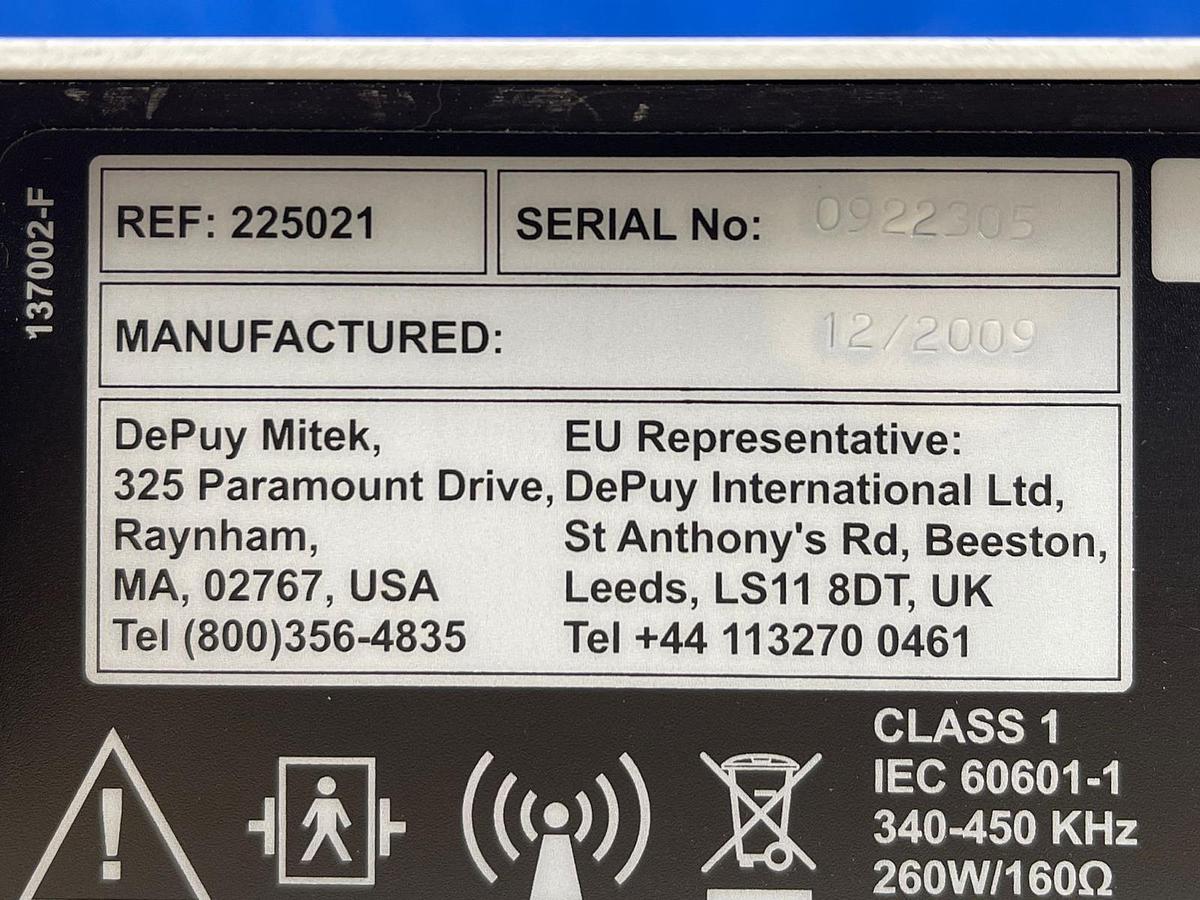 137002-F
REF: 225021
SERIAL No: 0922305
MANUFACTURED: 12/2009
DePuy Mitek,
325 Paramount Drive,
Raynham,
MA, 02767, USA
Tel (800)356-4835
EU Representative:
DePuy International Ltd,
St Anthony's Rd, Beeston,
Leeds, LS11 8DT, UK
Tel +44 113270 0461
CLASS 1
IEC 60601-1
340-450 KHz
260W/160Ω